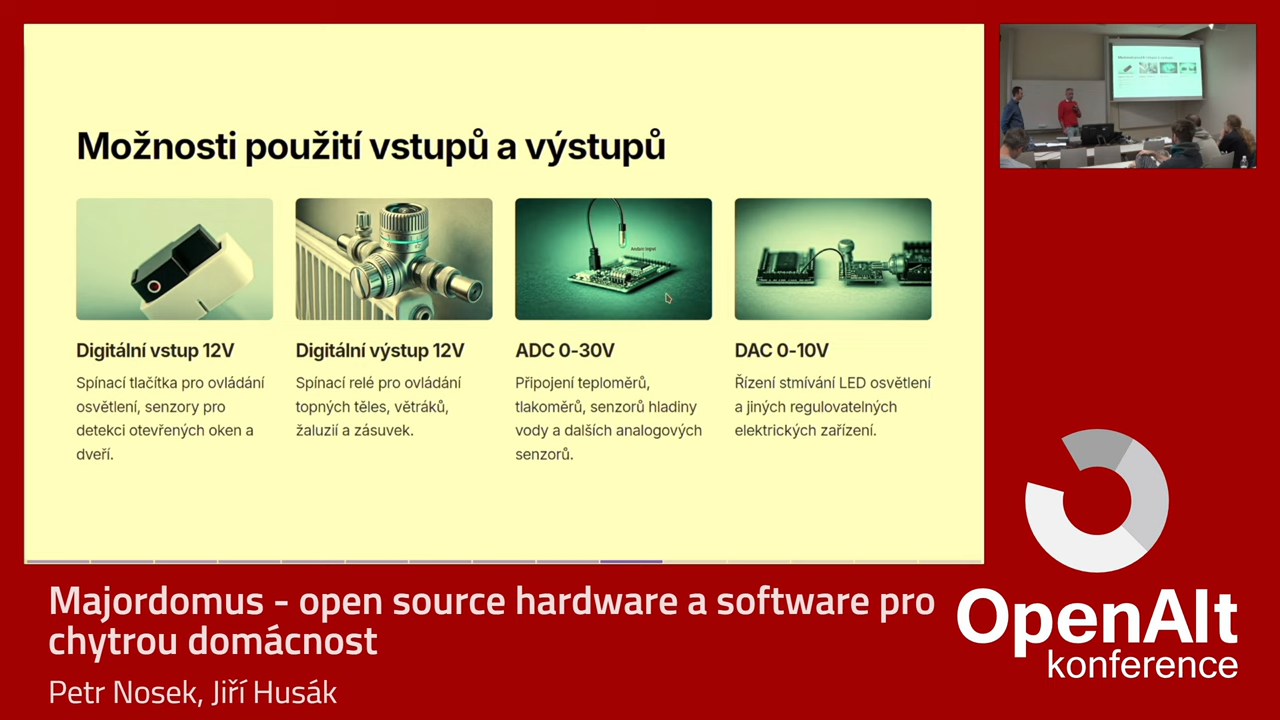 Možnosti použití vstupů a výstupů
Digitální vstup 12V
Spínací tlačítka pro ovládání
osvětlení, senzory pro
detekci otevřených oken a
dveří.
Digitální výstup 12V
Spínací relé pro ovládání
topných těles, větráků,
žaluzií a zásuvek.
ADC 0-30V
Připojení teploměrů,
tlakoměrů, senzorů hladiny
vody a dalších analogových
senzorů.
DAC 0-10V
Řízení stmívání LED osvětlení
a jiných regulovatelných
elektrických zařízení.
Majordomus - open source hardware a software pro
chytrou domácnost
Petr Nosek, Jiří Husák
OpenAlt
konference